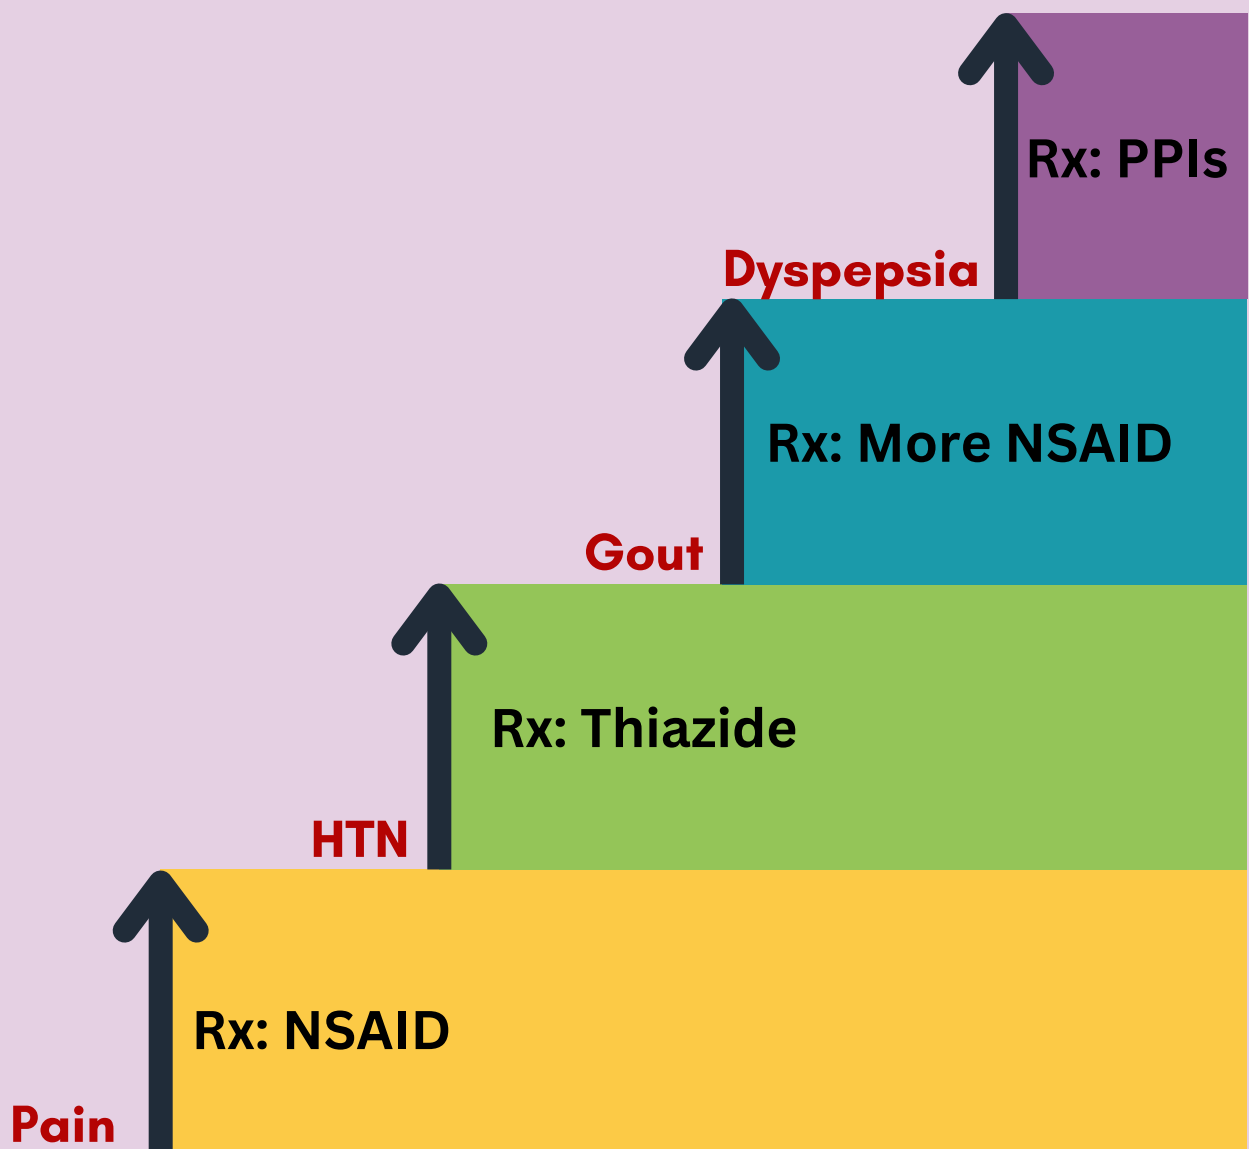 Rx: PPIs
Dyspepsia
Rx: More NSAID
Gout
Rx: Thiazide
HTN
Rx: NSAID
Pain